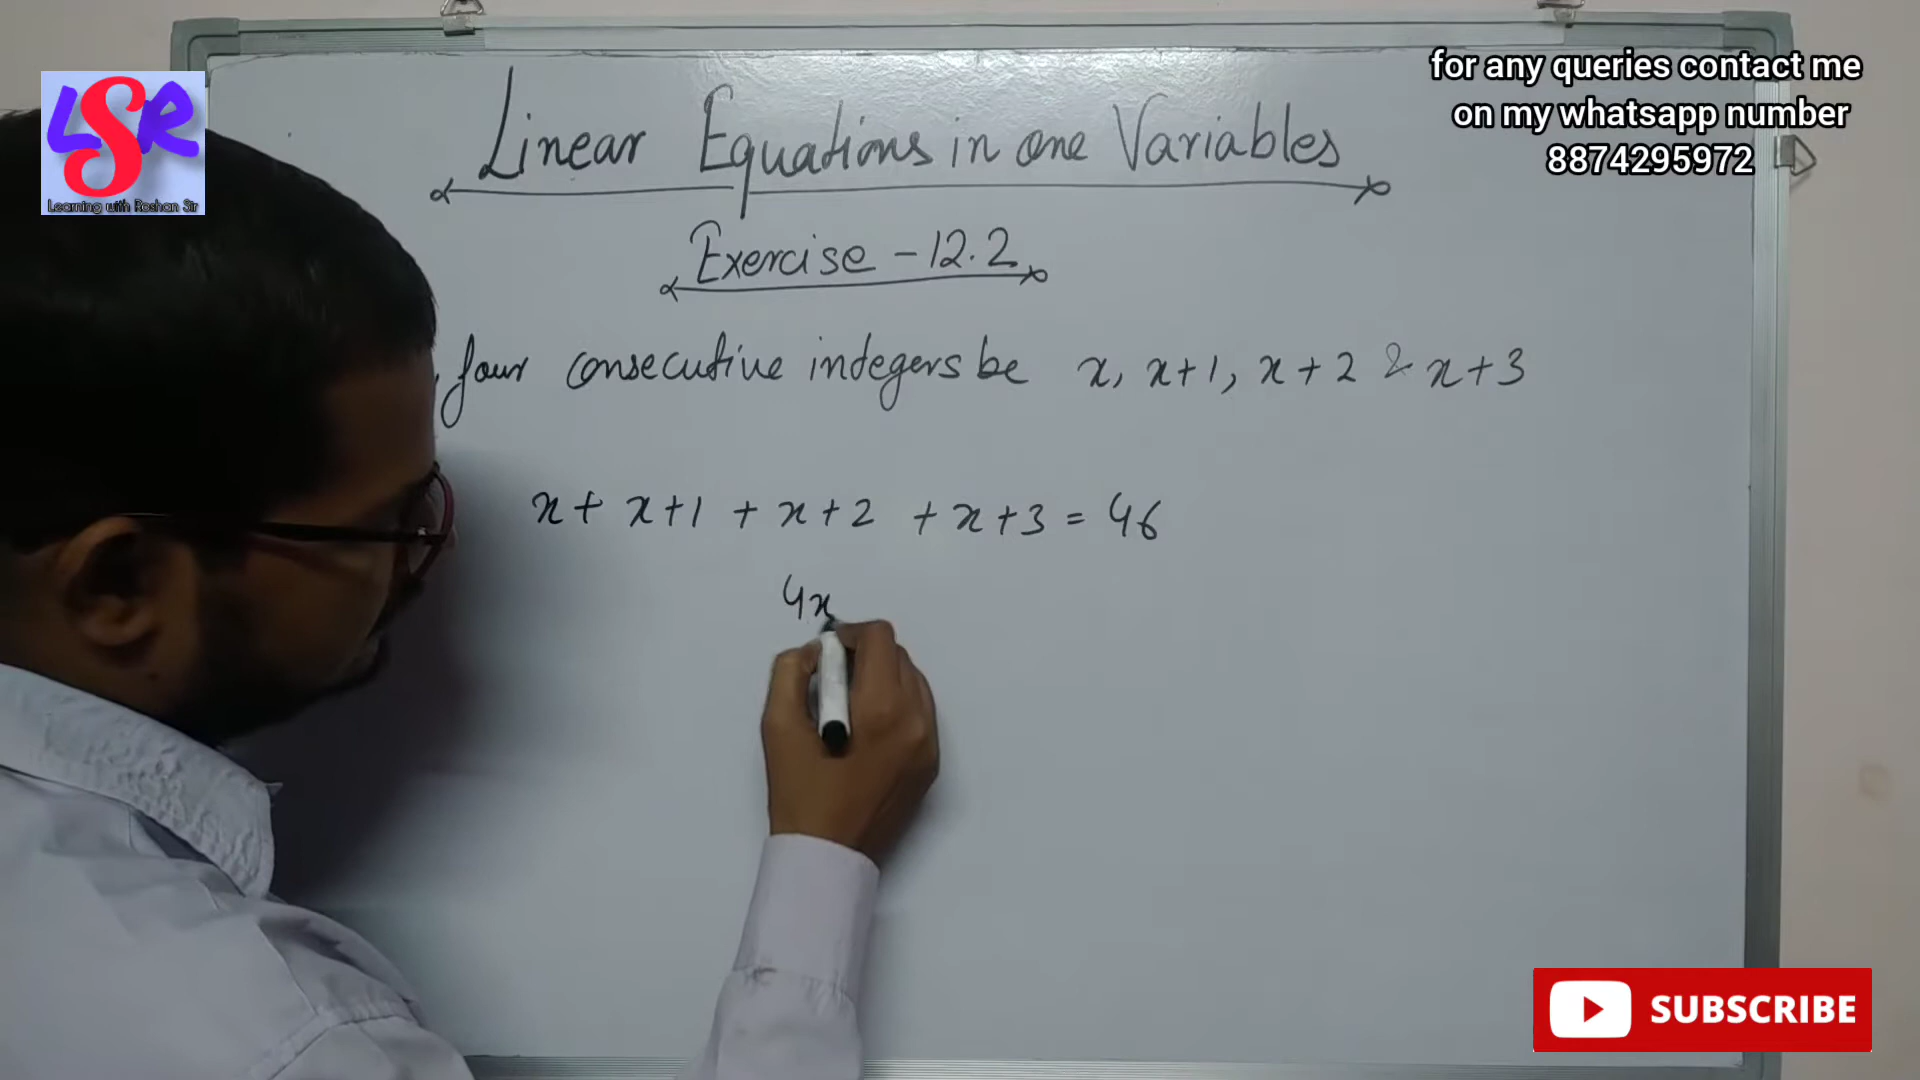 for any queries contact me
on my whatsapp number
8874295972
LSR
Learning with Roshan Sir
Linear Equations in one Variables
Exercise - 12.2
four consecutive integers be x, x+1, x+2 & x+3
x + x+1 + x+2 + x+3 = 46
4x
SUBSCRIBE